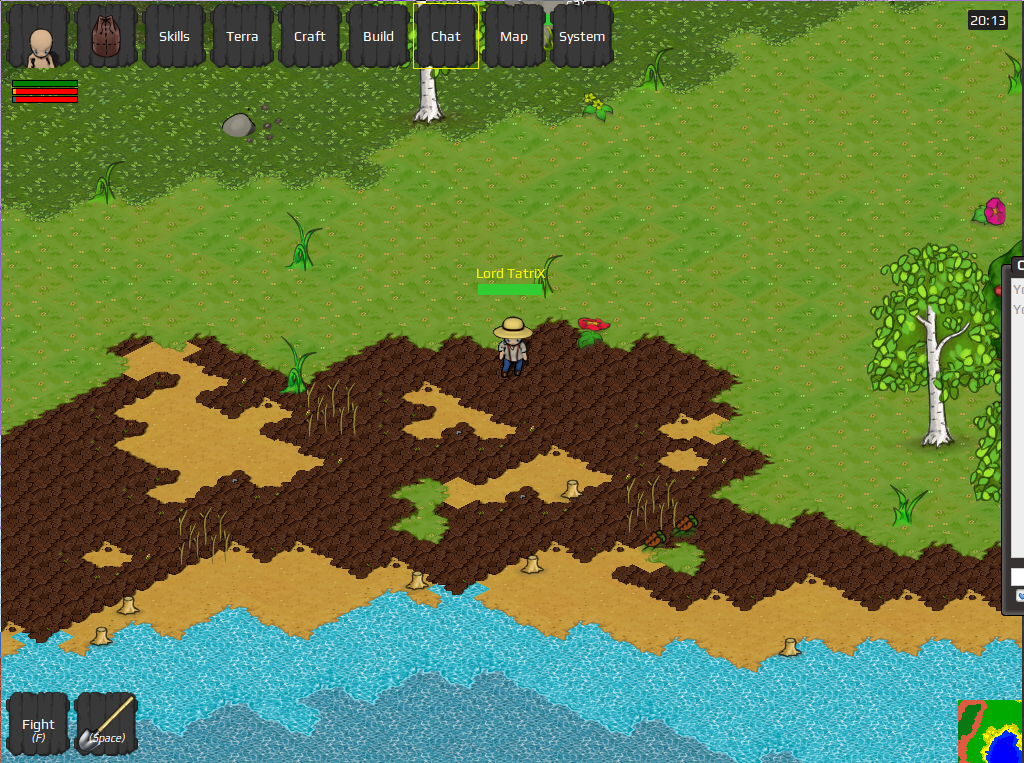 Skills
Terra
Craft
Build
Chat
Map
System
20:13
Lord TatriX
Fight
(F)
(Space)